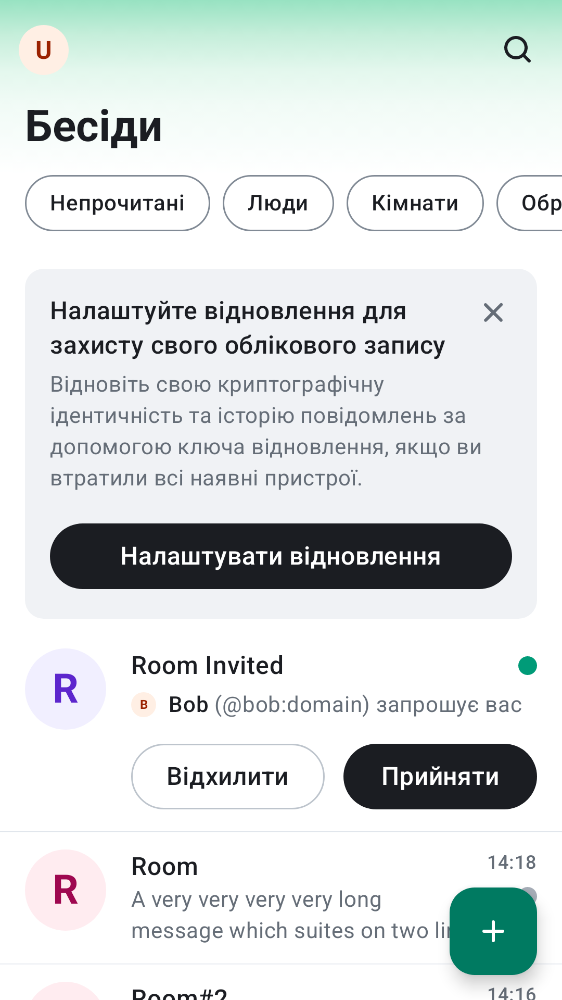 U
Бесіди
Непрочитані Люди Кімнати Обр
Налаштуйте відновлення для
захисту свого облікового запису
Відновіть свою криптографічну
ідентичність та історію повідомлень за
допомогою ключа відновлення, якщо ви
втратили всі наявні пристрої.
Налаштувати відновлення
R
Room Invited
B Bob (@bob:domain) запрошує вас
Відхилити Прийняти
R
Room 14:18
A very very very very long
message which suites on two
Room#2 14:16